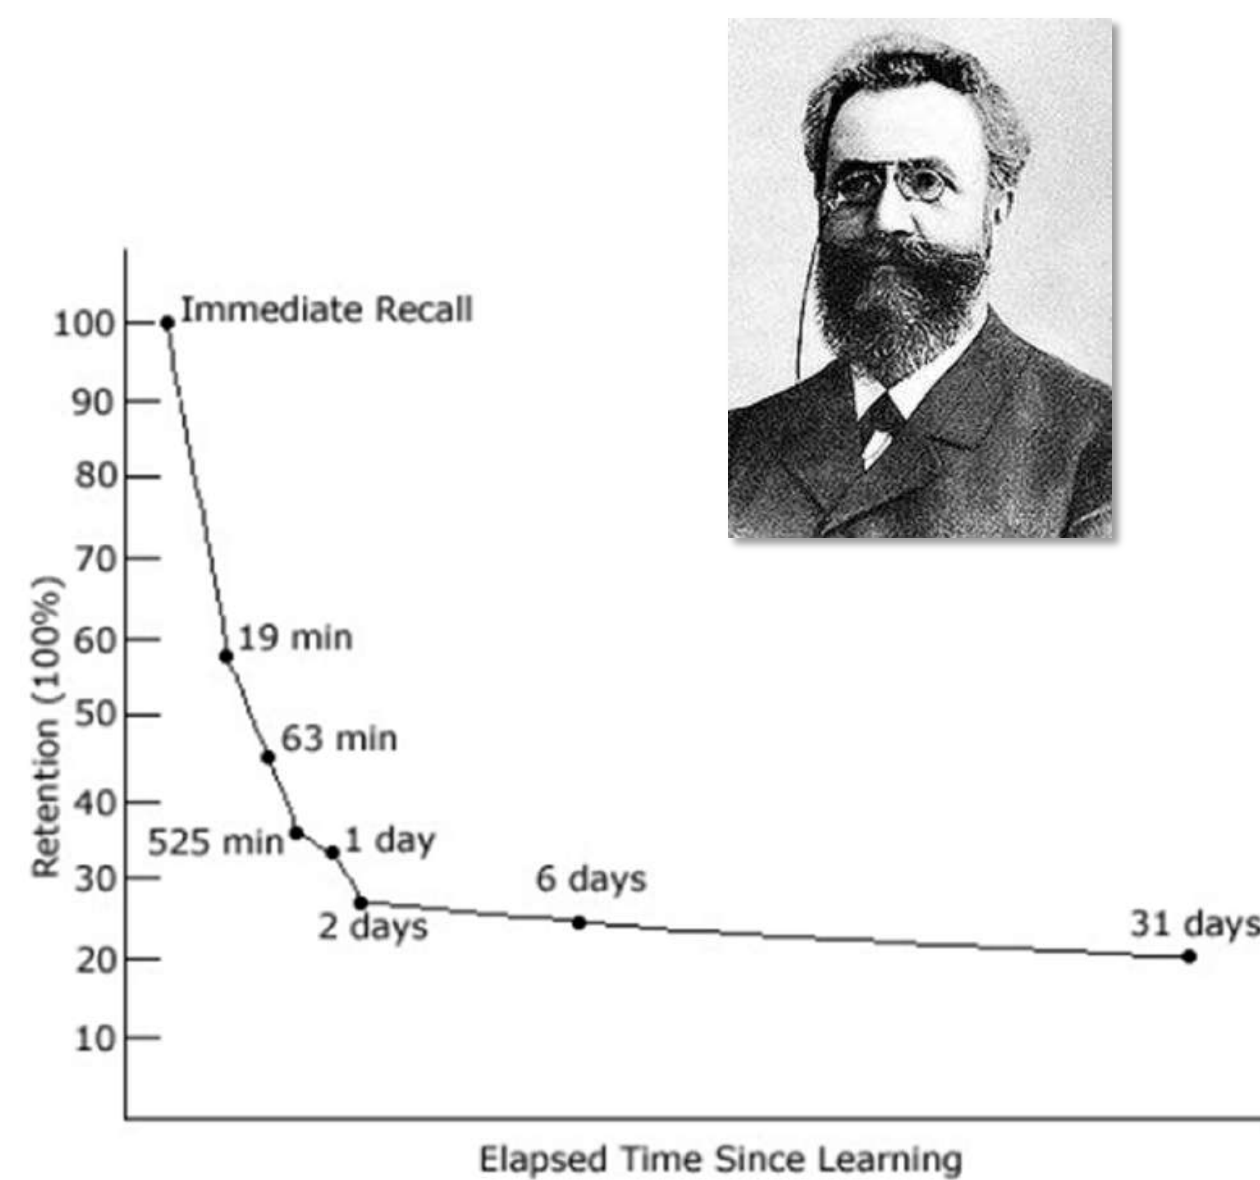 100
Immediate Recall
90
80
70
60
19 min
50
63 min
40
525 min
1 day
30
6 days
2 days
31 days
20
10
Retention (100%)
Elapsed Time Since Learning